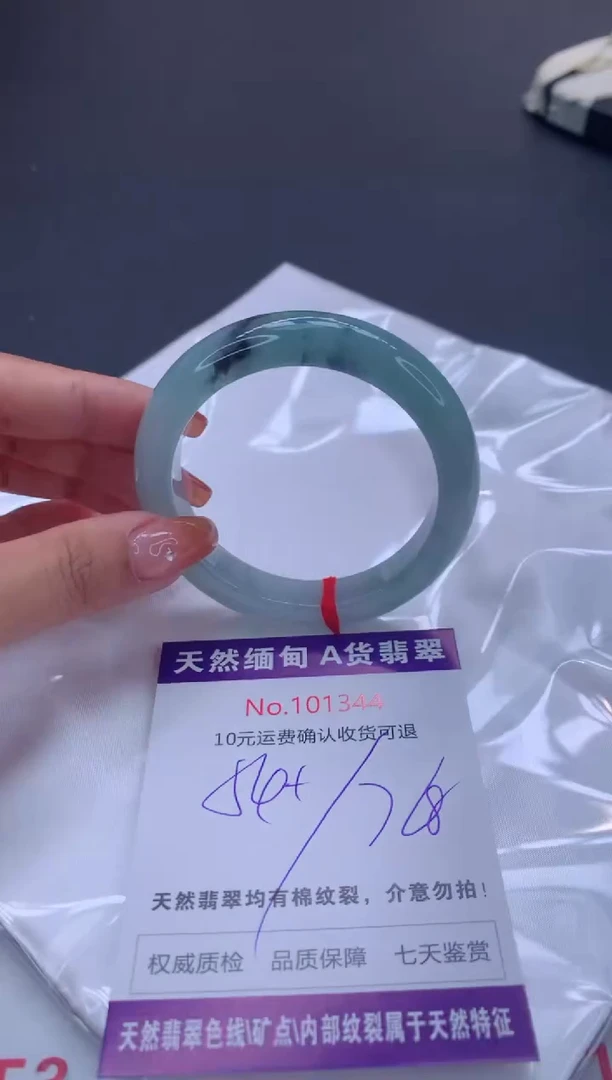 天然缅甸 A货翡翠
No.101344
10元运费确认收货可退
54+/
天然翡翠均有棉纹裂，介意勿拍！
权威质检 品质保障 七天鉴赏
天然翡翠色线\矿点\内部纹裂属于天然特征
53